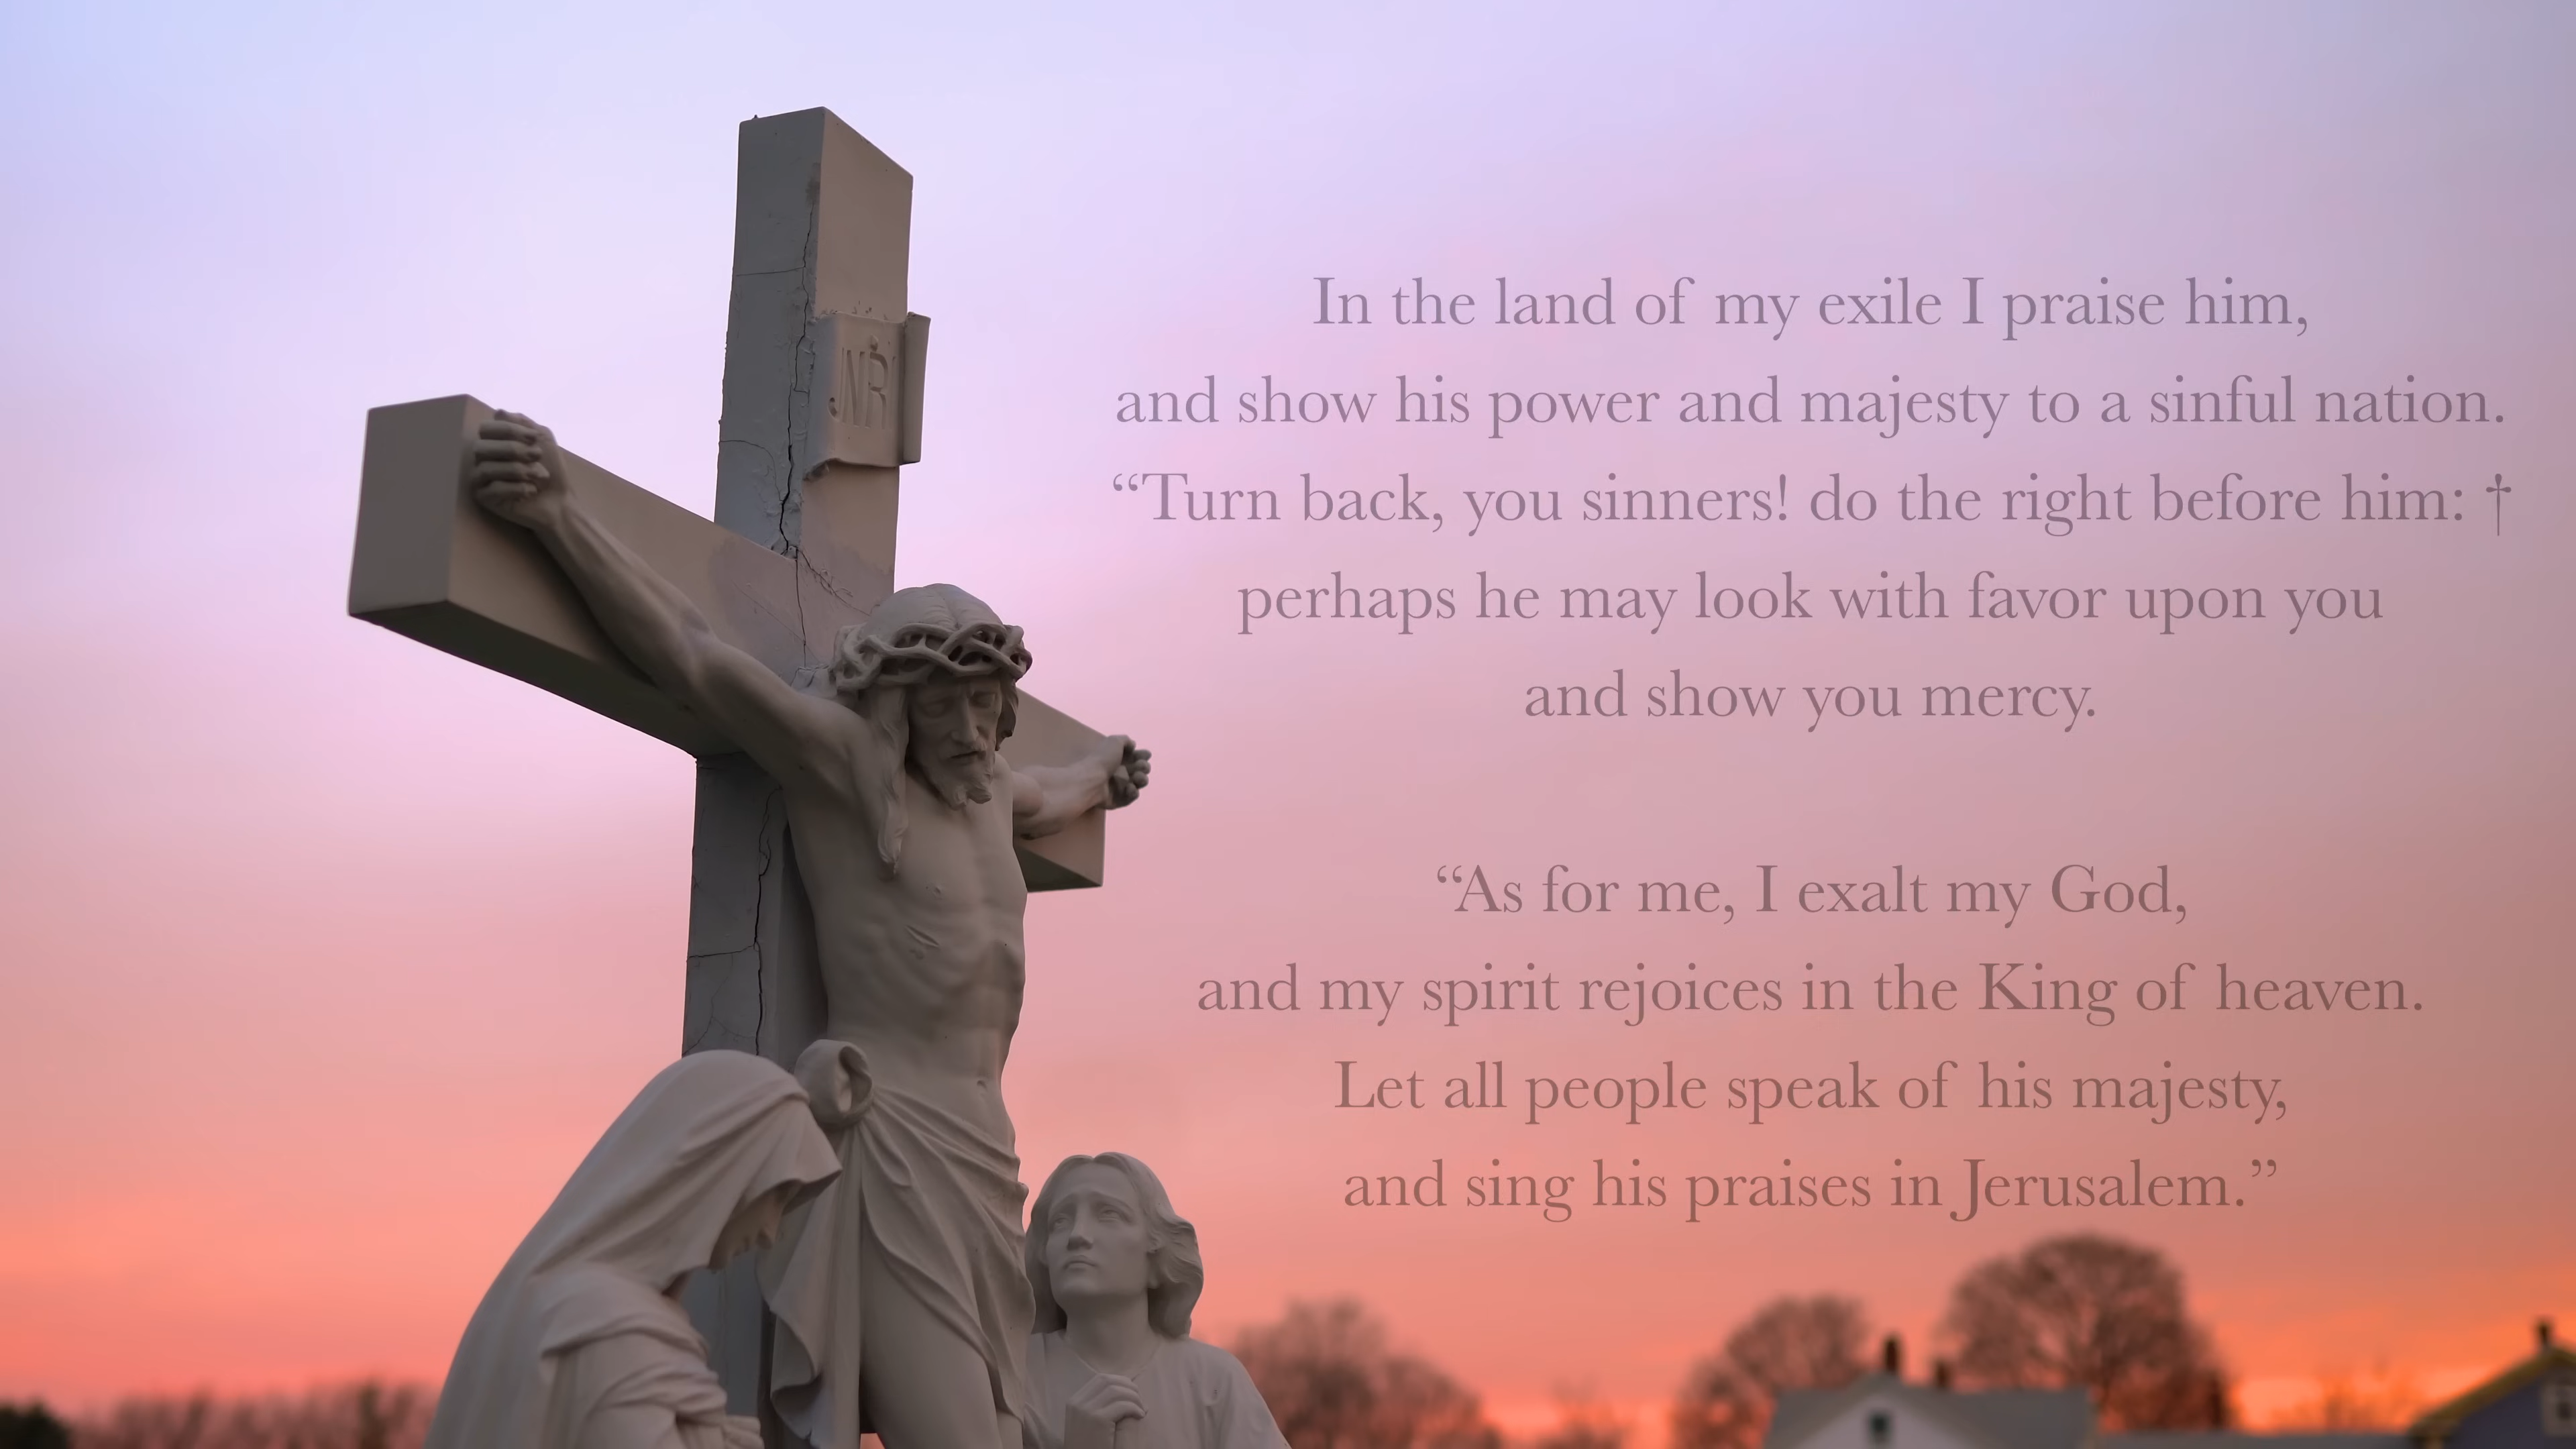 JNRI
In the land of my exile I praise him,
and show his power and majesty to a sinful nation.
“Turn back, you sinners! do the right before him: †
perhaps he may look with favor upon you
and show you mercy.
“As for me, I exalt my God,
and my spirit rejoices in the King of heaven.
Let all people speak of his majesty,
and sing his praises in Jerusalem.”